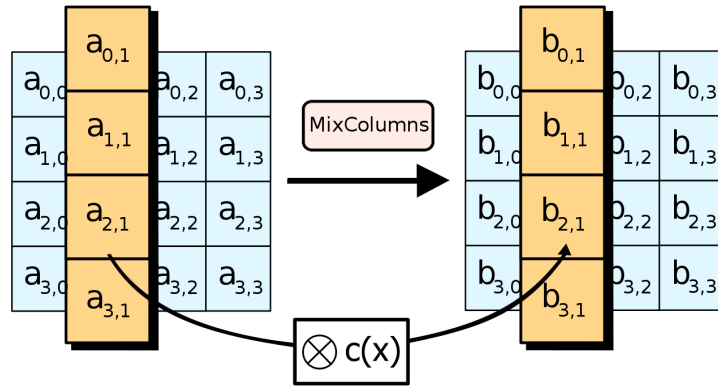 a0,1 b0,1
a0,0 a0,2 a0,3 b0,0 b0,2 b0,3
MixColumns
a1,1 b1,1
a1,0 a1,2 a1,3 b1,0 b1,2 b1,3
a2,1 b2,1
a2,0 a2,2 a2,3 b2,0 b2,2 b2,3
a3,0 a3,2 a3,3 b3,0 b3,2 b3,3
a3,1 b3,1
⊗ c(x)